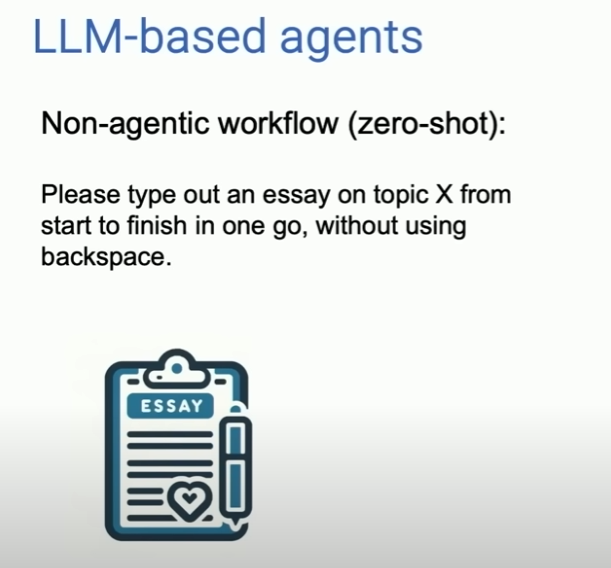 LLM-based agents
Non-agentic workflow (zero-shot):
Please type out an essay on topic X from
start to finish in one go, without using
backspace.
ESSAY